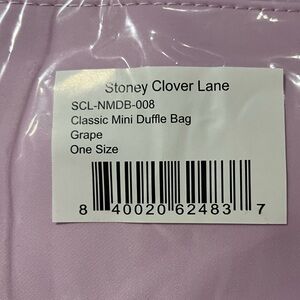 Stoney Clover Lane
SCL-NMDB-008
Classic Mini Duffle Bag
Grape
One Size
8 40020 62483 7